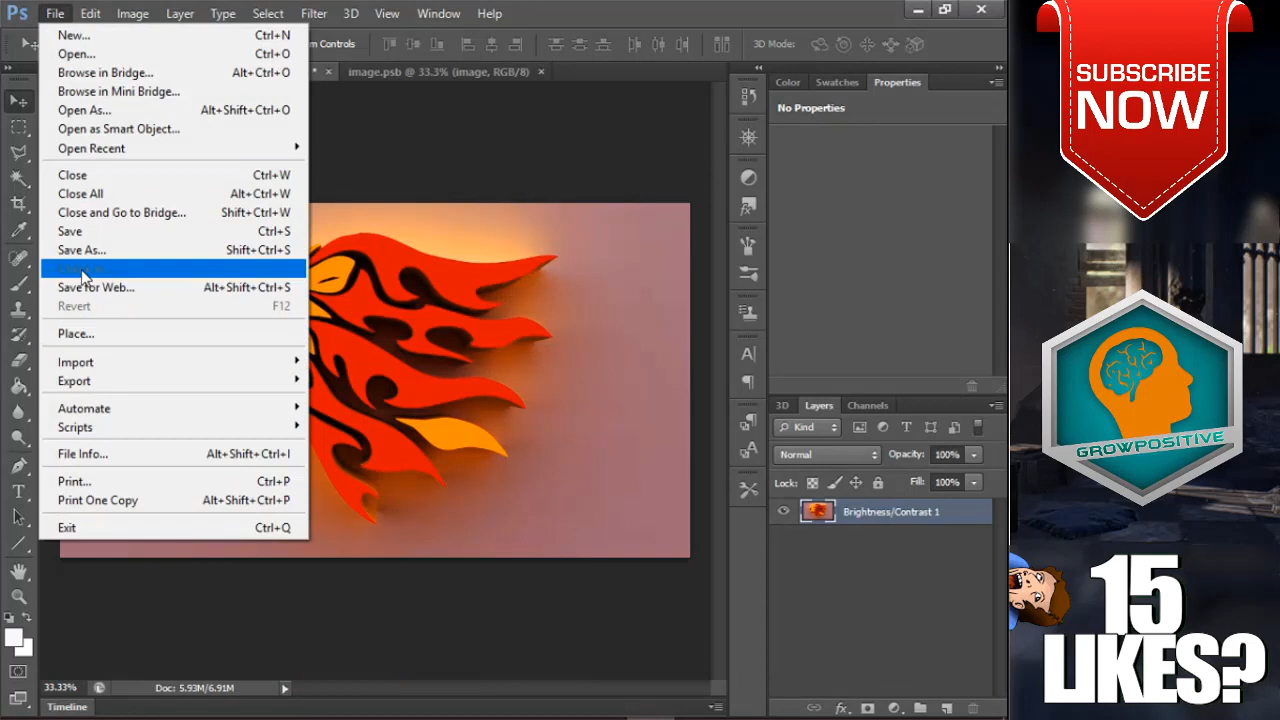 Ps File Edit Image Layer Type Select Filter 3D View Window Help
m Controls 3D Mode:
* × image.psb @ 33.3% (image, RGB/8) ×
New... Ctrl+N
Open... Ctrl+O
Browse in Bridge... Alt+Ctrl+O
Browse in Mini Bridge...
Open As... Alt+Shift+Ctrl+O
Open as Smart Object...
Open Recent
Close Ctrl+W
Close All Alt+Ctrl+W
Close and Go to Bridge... Shift+Ctrl+W
Save Ctrl+S
Save As... Shift+Ctrl+S
Save for Web... Alt+Shift+Ctrl+S
Revert F12
Place...
Import
Export
Automate
Scripts
File Info... Alt+Shift+Ctrl+I
Print... Ctrl+P
Print One Copy Alt+Shift+Ctrl+P
Exit Ctrl+Q
Color Swatches Properties
No Properties
3D Layers Channels
Kind
Normal Opacity: 100%
Lock: Fill: 100%
Brightness/Contrast 1
33.33% Doc: 5.93M/6.91M
Timeline
SUBSCRIBE
NOW
GROWPOSITIVE
15
LIKES?